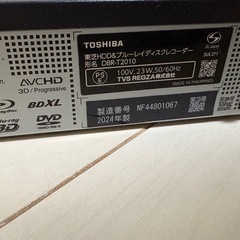 TOSHIBA
東芝HDD&ブルーレイディスクレコーダー
形名 DBR-T2010
100V, 23W, 50/60Hz
TVS REGZA株式会社
PS
E
JL371
MADE IN PHILIPPINES
AVCHD
3D/Progressive
BDXL
DVD
製造番号 NF44801067
2024年製